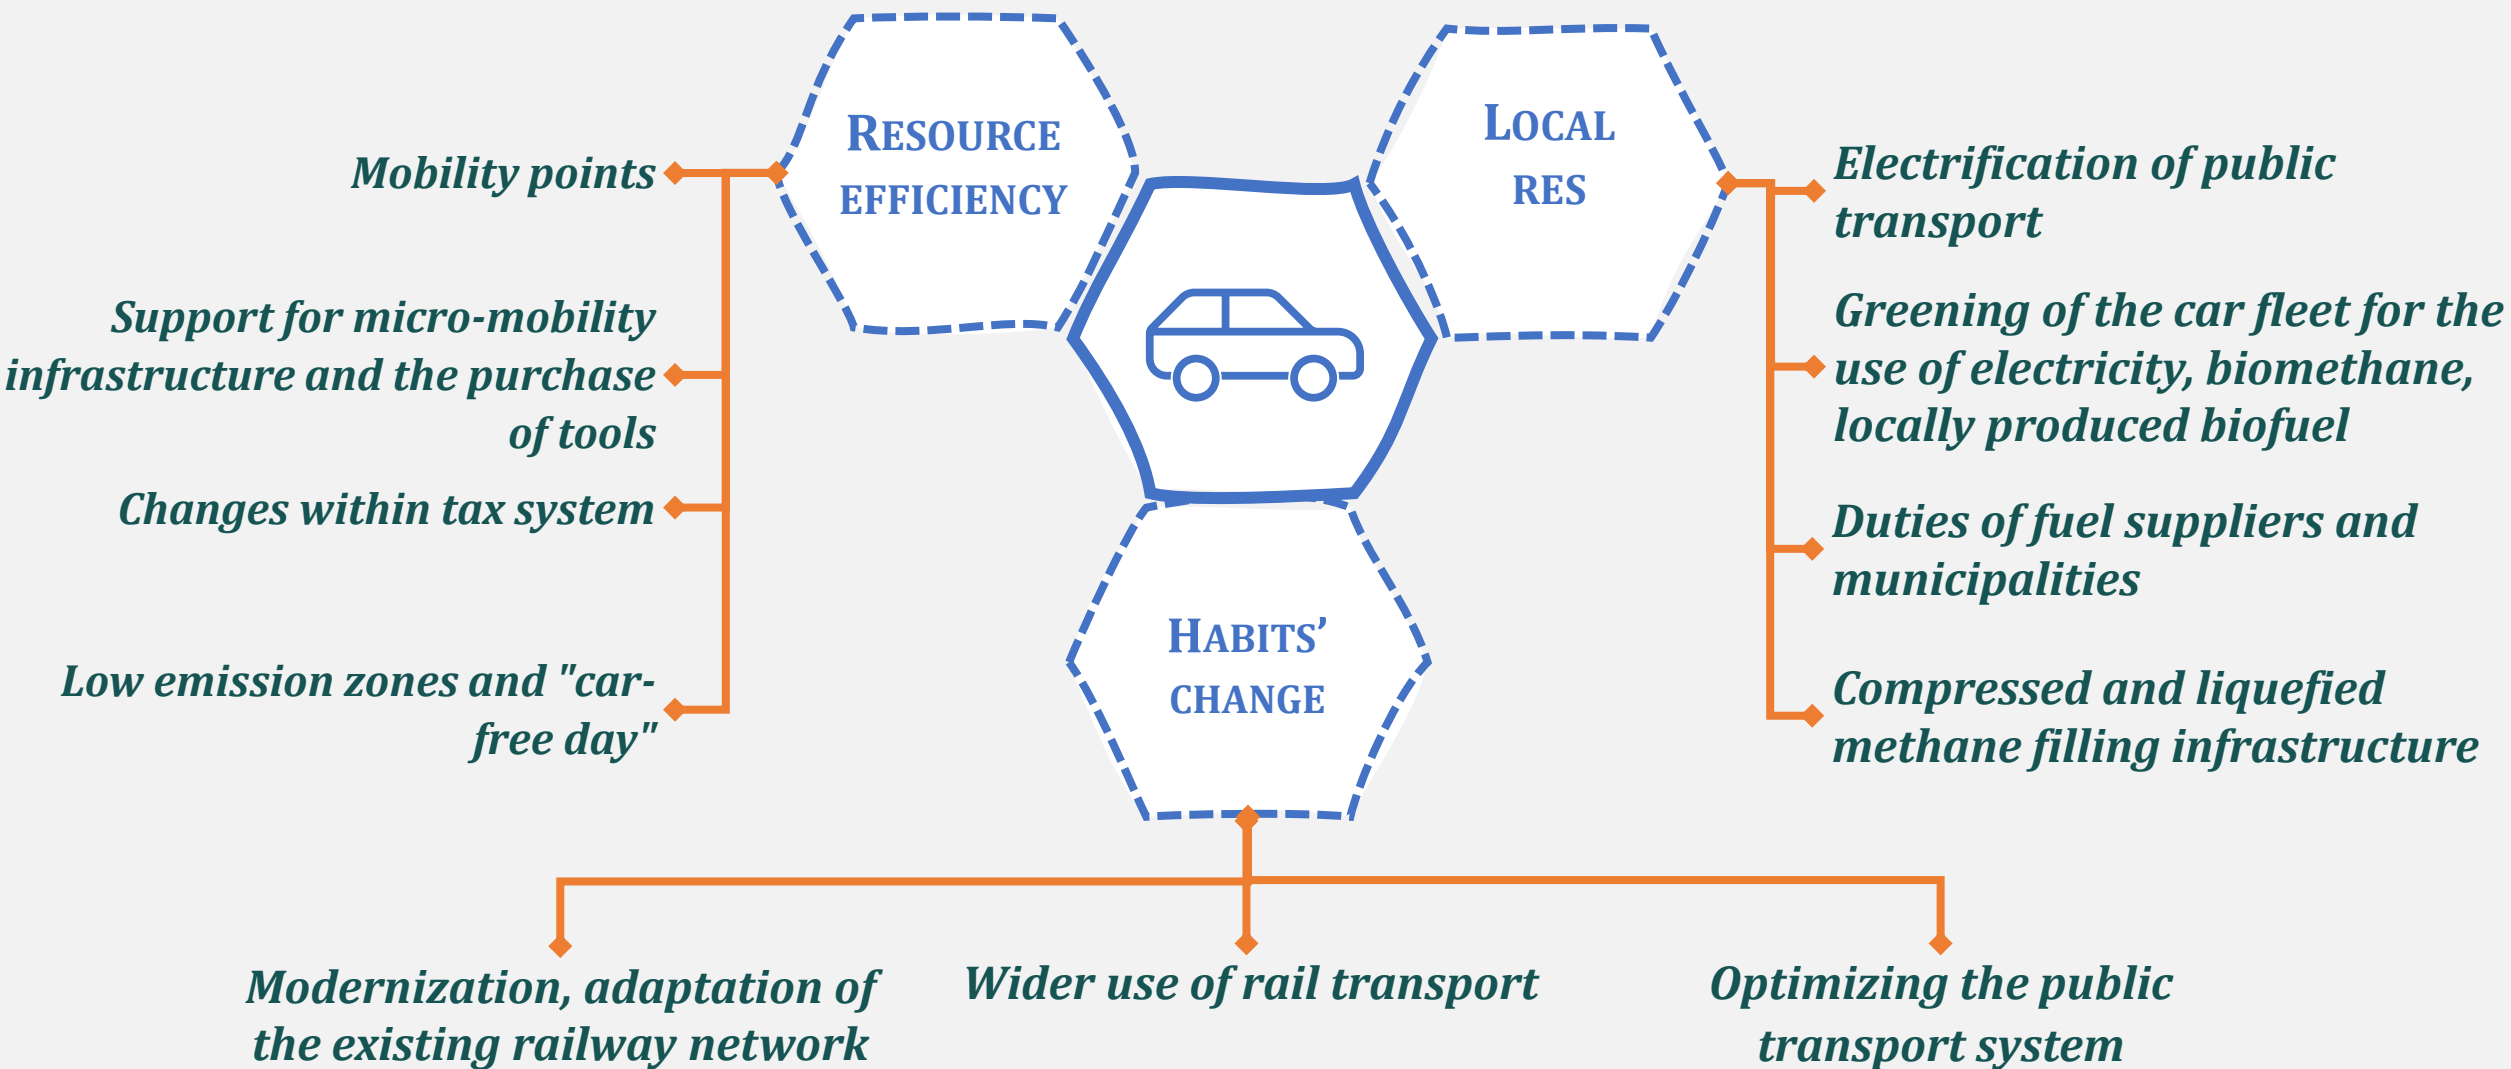 RESOURCE
EFFICIENCY
Mobility points
Support for micro-mobility
infrastructure and the purchase
of tools
Changes within tax system
Low emission zones and "car-
free day"
LOCAL
RES
Electrification of public
transport
Greening of the car fleet for the
use of electricity, biomethane,
locally produced biofuel
Duties of fuel suppliers and
municipalities
Compressed and liquefied
methane filling infrastructure
HABITS’
CHANGE
Modernization, adaptation of
the existing railway network
Wider use of rail transport
Optimizing the public
transport system